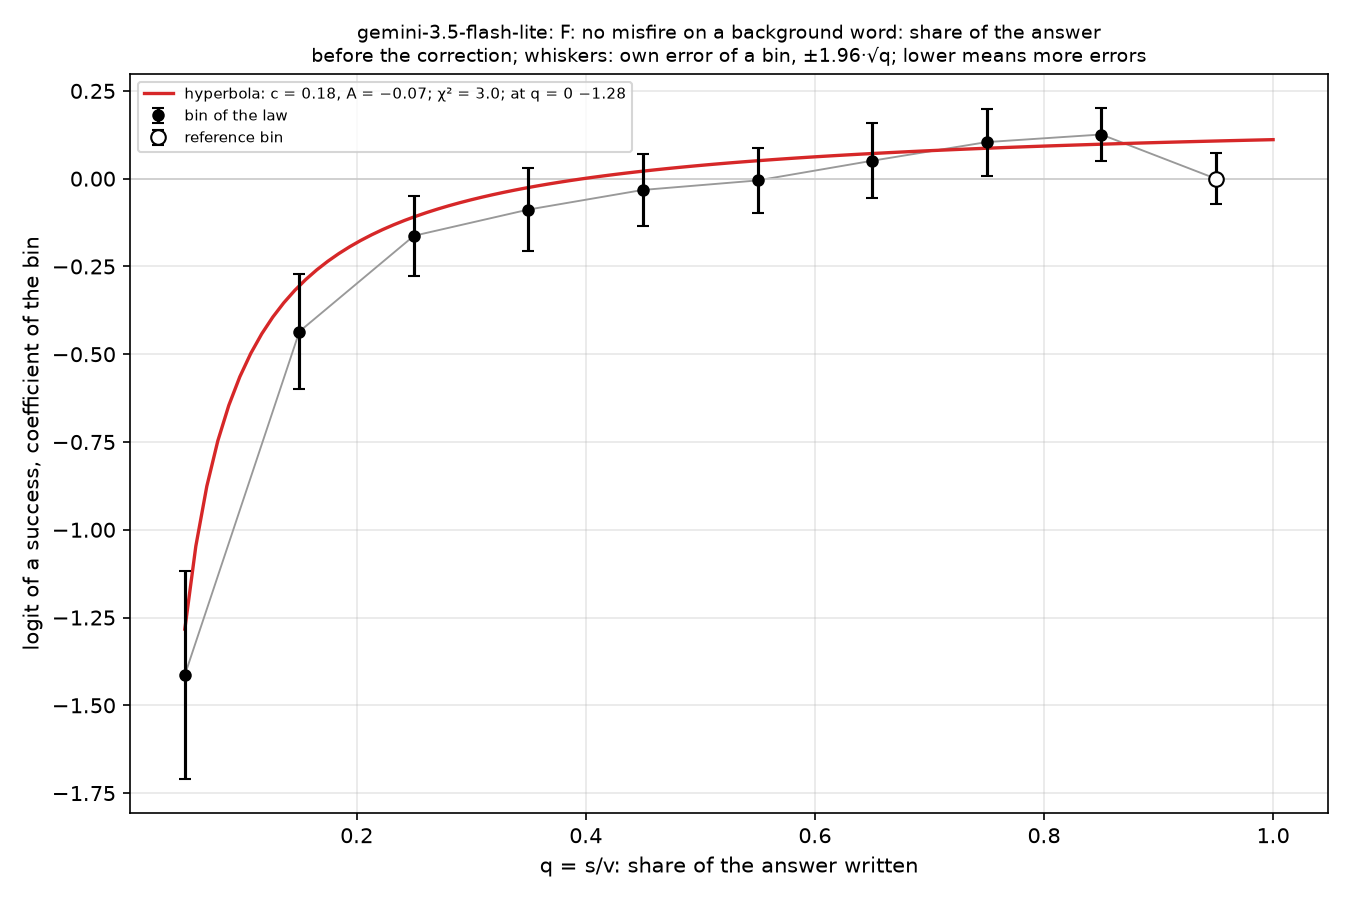 gemini-3.5-flash-lite: F: no misfire on a background word: share of the answer
before the correction; whiskers: own error of a bin, ±1.96·√q; lower means more errors
hyperbola: c = 0.18, A = −0.07; χ² = 3.0; at q = 0 −1.28
bin of the law
reference bin
logit of a success, coefficient of the bin
0.25
0.00
−0.25
−0.50
−0.75
−1.00
−1.25
−1.50
−1.75
0.2
0.4
0.6
0.8
1.0
q = s/v: share of the answer written